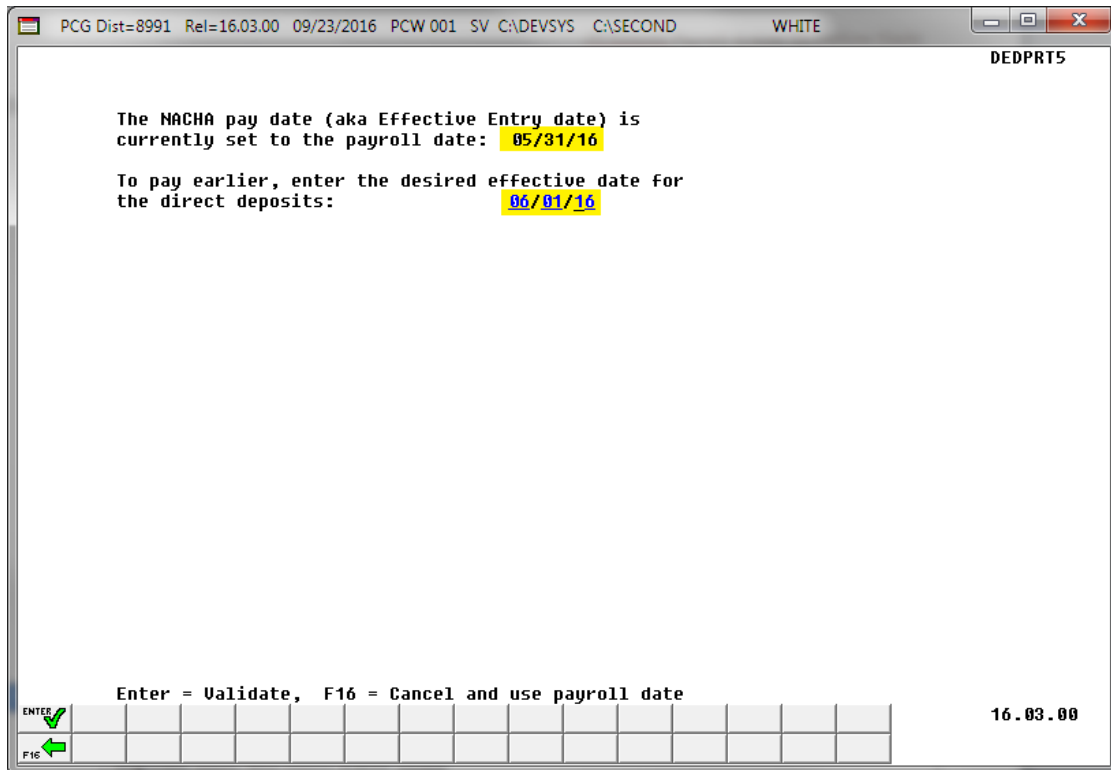 PCG Dist=8991 Rel=16.03.00 09/23/2016 PCW 001 SV C:\DEVSYS C:\SECOND WHITE
DEDPRT5
The NACHA pay date (aka Effective Entry date) is
currently set to the payroll date: 05/31/16
To pay earlier, enter the desired effective date for
the direct deposits: 06/01/16
Enter = Validate, F16 = Cancel and use payroll date
ENTER
16.03.00
F16